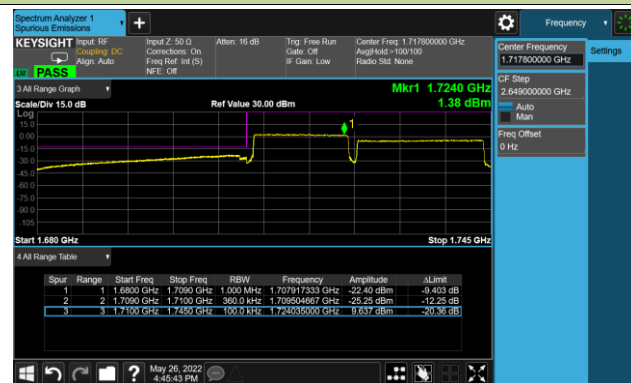 Spectrum Analyzer 1
Spurious Emissions
Frequency
KEYSIGHT Input: RF
Coupling: DC
Align: Auto
Input Z: 50 Ω
Corrections: On
Freq Ref: Int (S)
NFE: Off
Atten: 16 dB
Trig: Free Run
Gate: Off
IF Gain: Low
Center Freq: 1.717800000 GHz
Avg|Hold:>100/100
Radio Std: None
PASS
Center Frequency
1.717800000 GHz
Settings
CF Step
2.649000000 GHz
Auto
Man
Freq Offset
0 Hz
3 All Range Graph
Mkr1 1.7240 GHz
Scale/Div 15.0 dB
Ref Value 30.00 dBm
1.38 dBm
Log
15.0
0.00
-15.0
-30.0
-45.0
-60.0
-75.0
-90.0
-105
1
Start 1.680 GHz
Stop 1.745 GHz
4 All Range Table
Spur Range Start Freq Stop Freq RBW Frequency Amplitude ΔLimit
1 1 1.6800 GHz 1.7090 GHz 1.000 MHz 1.707917333 GHz -22.40 dBm -9.403 dB
2 2 1.7090 GHz 1.7100 GHz 360.0 kHz 1.709504667 GHz -25.25 dBm -12.25 dB
3 3 1.7100 GHz 1.7450 GHz 100.0 kHz 1.724035000 GHz 9.637 dBm -20.36 dB
?
May 26, 2022
4:45:43 PM